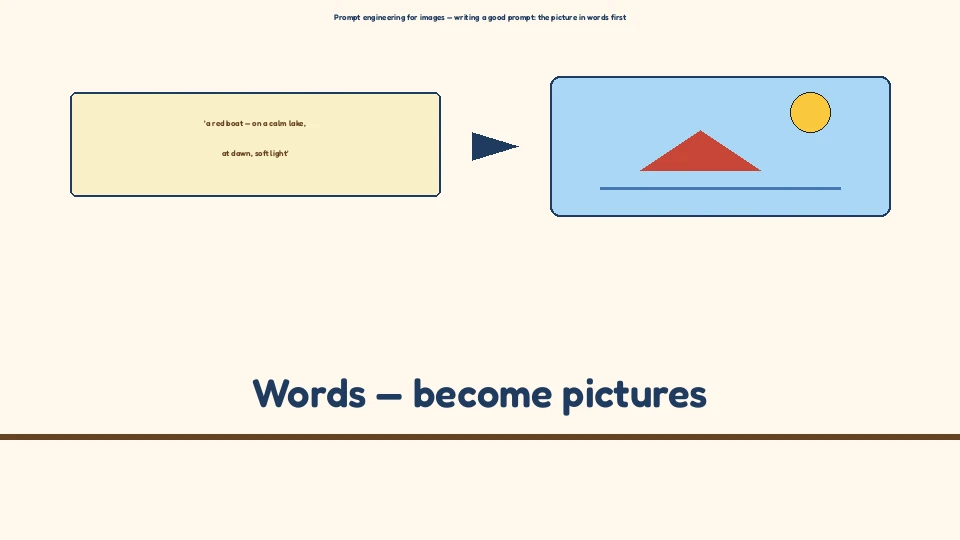 Prompt engineering for images — writing a good prompt: the picture in words first
'a red boat — on a calm lake,
at dawn, soft light'
Words — become pictures